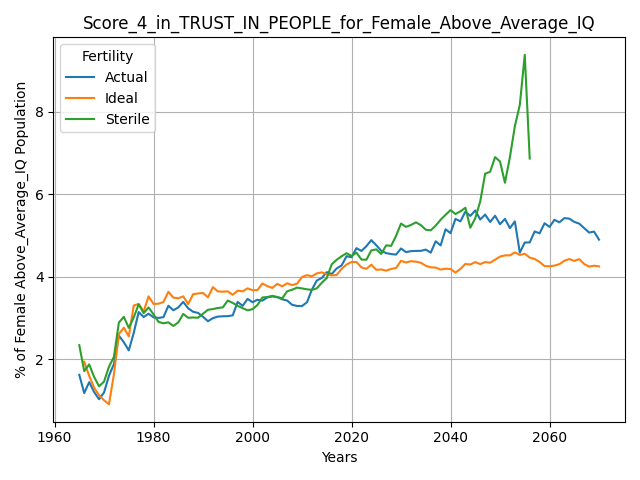 Score_4_in_TRUST_IN_PEOPLE_for_Female_Above_Average_IQ
% of Female Above_Average_IQ Population
Fertility
Actual
Ideal
Sterile
8
6
4
2
1960
1980
2000
2020
2040
2060
Years